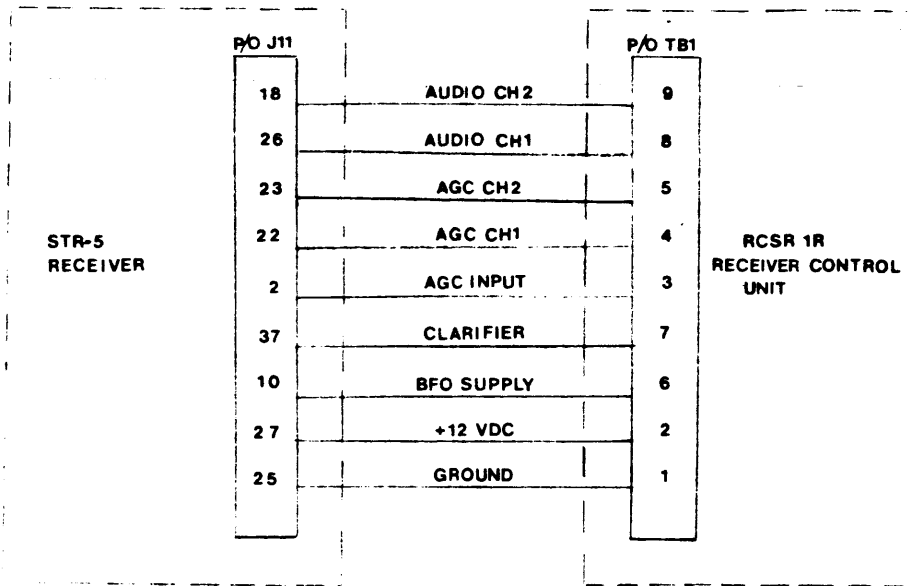 P/O J11 P/O TB1
18 AUDIO CH2 9
26 AUDIO CH1 8
23 AGC CH2 5
22 AGC CH1 4
2 AGC INPUT 3
37 CLARIFIER 7
10 BFO SUPPLY 6
27 +12 VDC 2
25 GROUND 1
STR-5
RECEIVER
RCSR 1R
RECEIVER CONTROL
UNIT